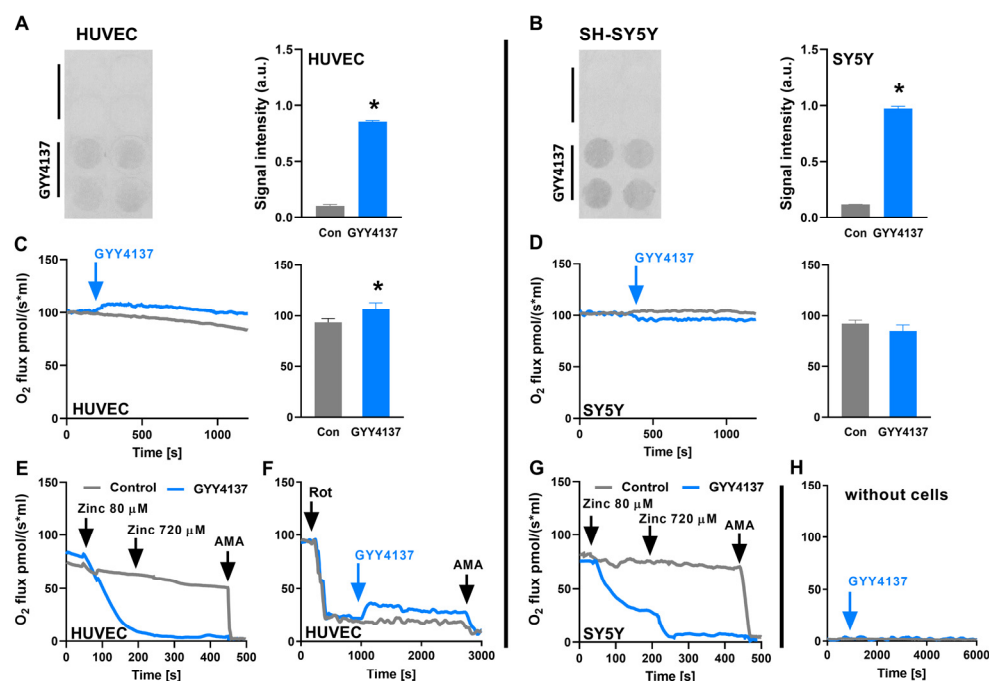 A
HUVEC
GYY4137
Signal intensity (a.u.)
1.5
1.0
0.5
0.0
HUVEC
*
Con GYY4137
B
SH-SY5Y
GYY4137
Signal intensity (a.u.)
1.5
1.0
0.5
0.0
SY5Y
*
Con GYY4137
C
O2 flux pmol/(s*ml)
150
100
50
0
GYY4137
HUVEC
0 500 1000
Time [s]
150
100
50
0
*
Con GYY4137
D
O2 flux pmol/(s*ml)
150
100
50
0
GYY4137
SY5Y
0 500 1000
Time [s]
150
100
50
0
Con GYY4137
E
Control GYY4137
O2 flux pmol/(s*ml)
150
100
50
0
Zinc 80 µM
Zinc 720 µM
AMA
HUVEC
0 100 200 300 400 500
Time [s]
F
150
100
50
0
Rot
GYY4137
AMA
HUVEC
0 1000 2000 3000
Time [s]
G
Control GYY4137
O2 flux pmol/(s*ml)
150
100
50
0
Zinc 80 µM
Zinc 720 µM
AMA
SY5Y
0 100 200 300 400 500
Time [s]
H
without cells
150
100
50
0
GYY4137
0 2000 4000 6000
Time [s]